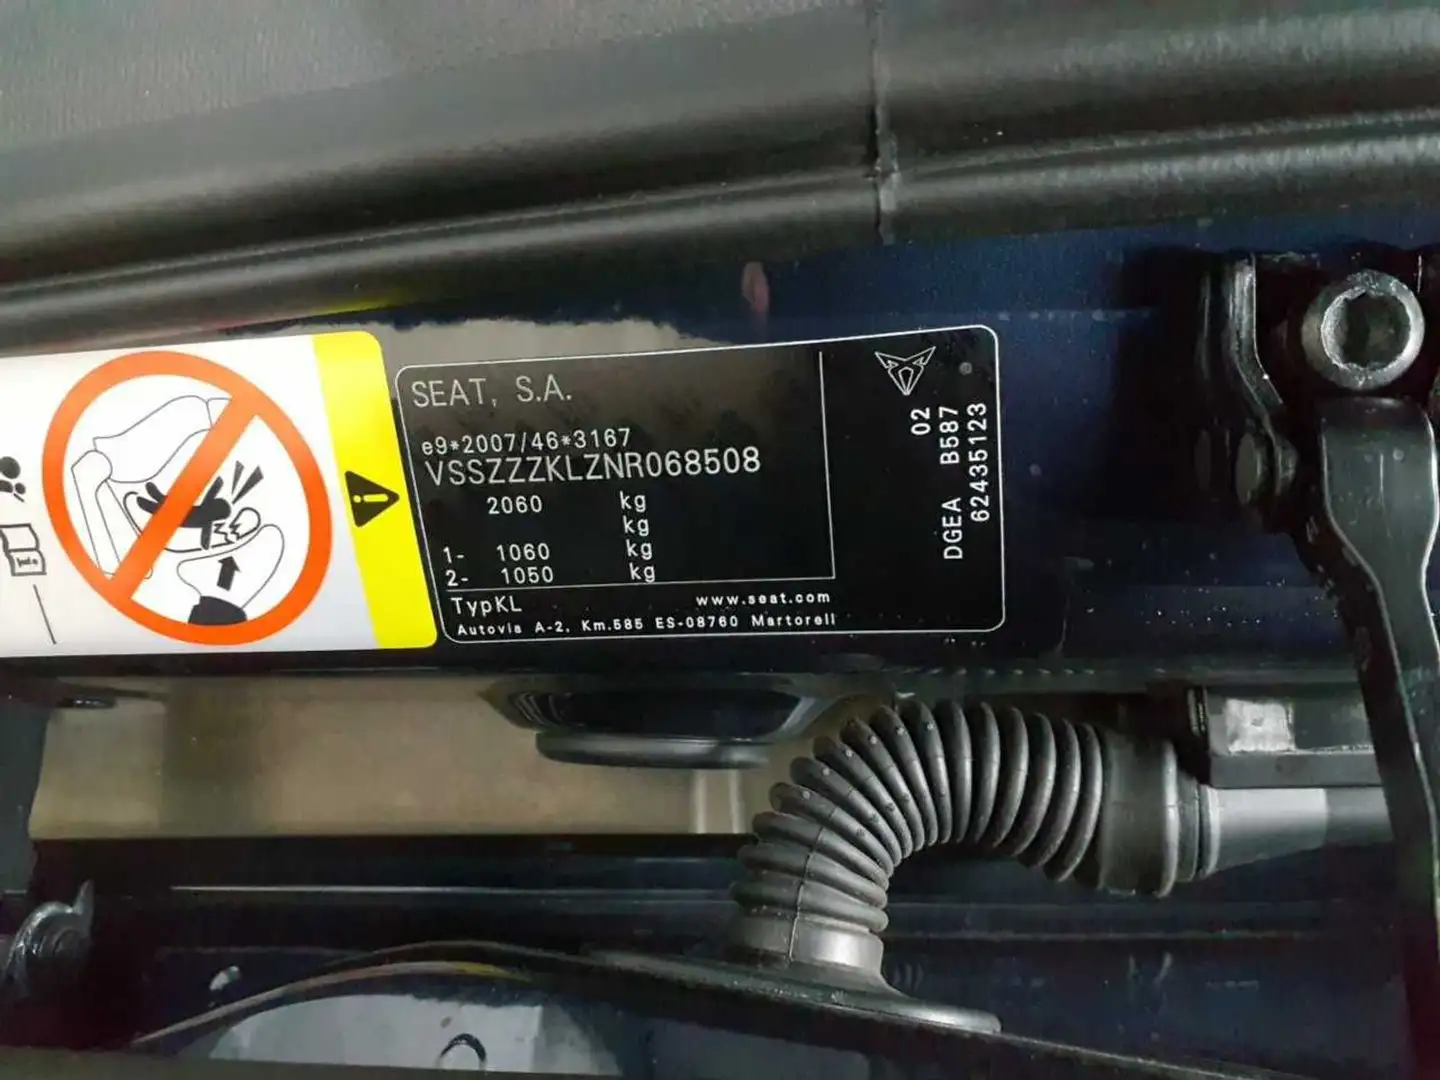 SEAT, S.A.
e9*2007/46*3167
VSSZZZKLZNR068508
2060 kg
kg
1- 1060 kg
2- 1050 kg
TypKL
www.seat.com
Autovia A-2, Km.585 ES-08760 Martorell
02
DGEA B587
62435123